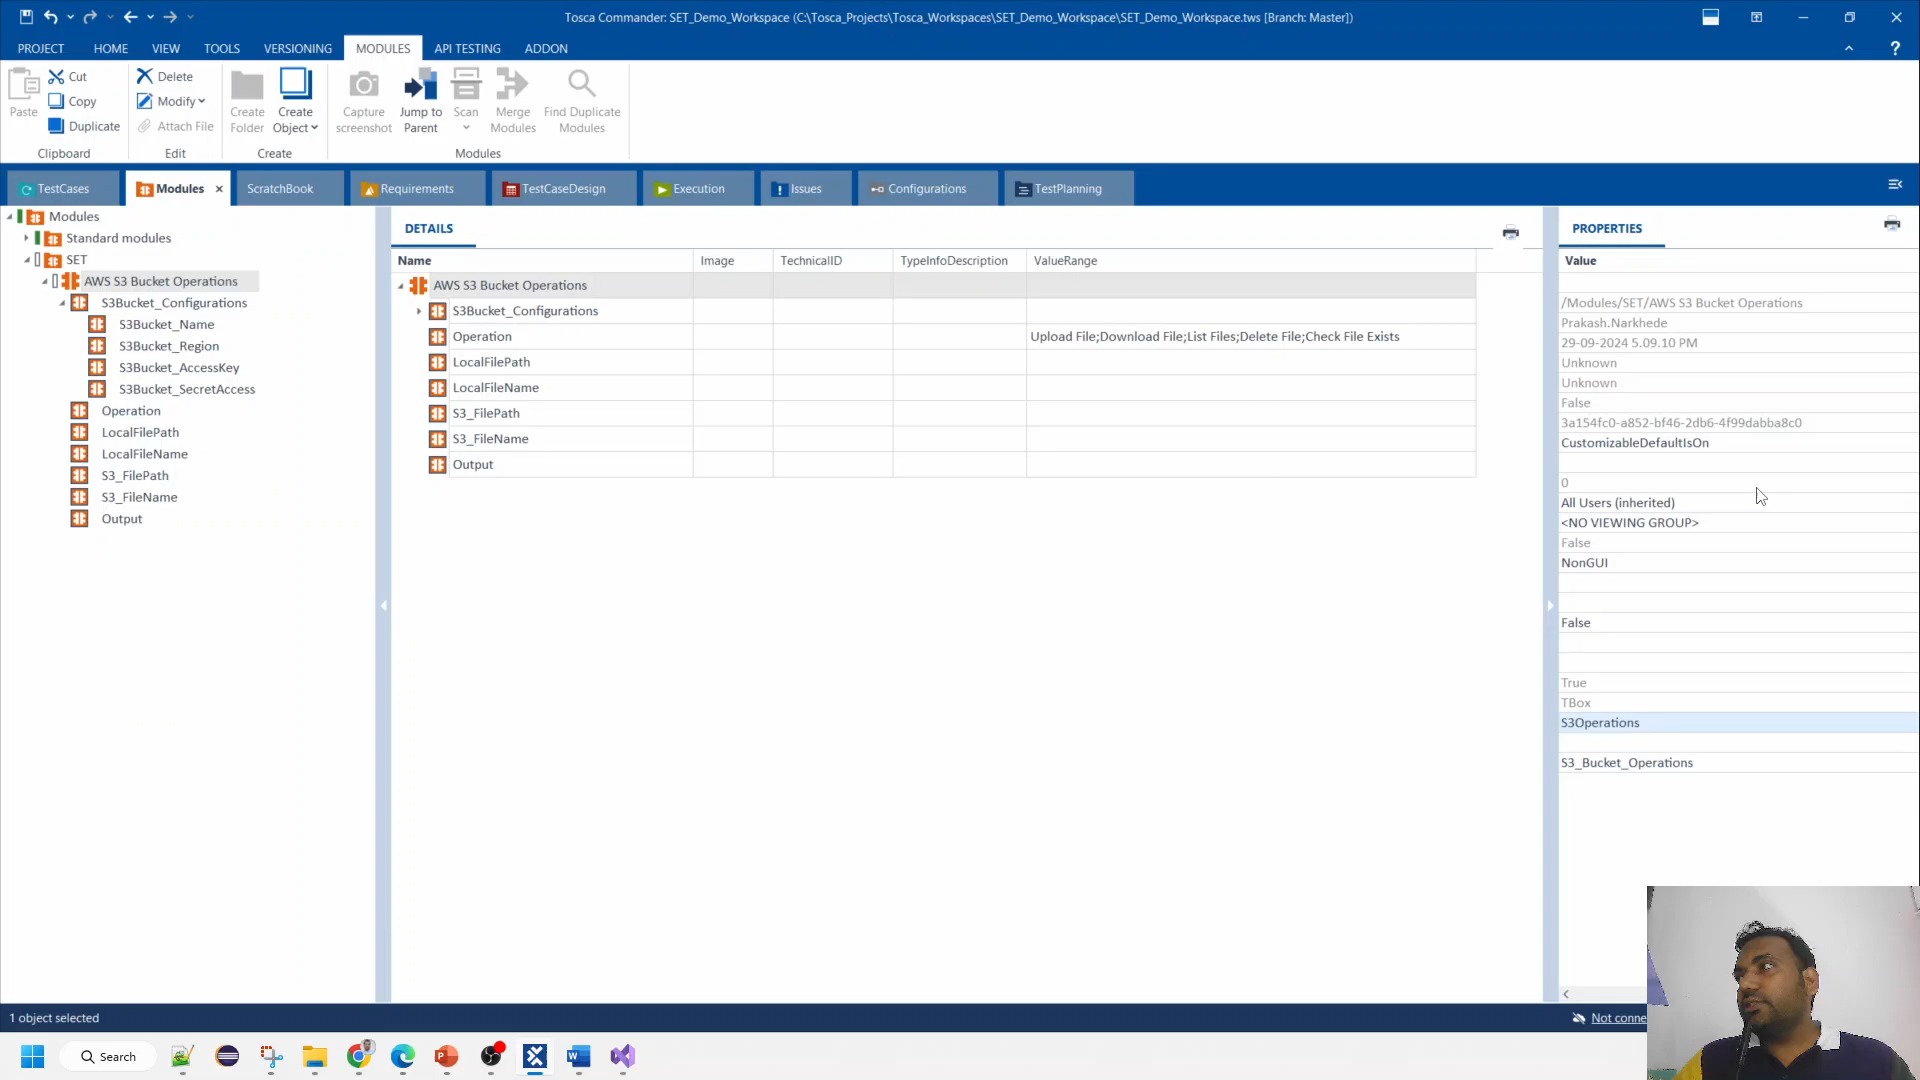 Tosca Commander: SET_Demo_Workspace (C:\Tosca_Projects\Tosca_Workspaces\SET_Demo_Workspace\SET_Demo_Workspace.tws [Branch: Master])
PROJECT HOME VIEW TOOLS VERSIONING MODULES API TESTING ADDON ?
Paste
Cut
Copy
Duplicate
Clipboard
Delete
Modify
Attach File
Edit
Create Folder
Create Object
Create
Capture screenshot
Jump to Parent
Scan
Merge Modules
Find Duplicate Modules
Modules
TestCases Modules ScratchBook Requirements TestCaseDesign Execution Issues Configurations TestPlanning
Modules
Standard modules
SET
AWS S3 Bucket Operations
S3Bucket_Configurations
S3Bucket_Name
S3Bucket_Region
S3Bucket_AccessKey
S3Bucket_SecretAccess
Operation
LocalFilePath
LocalFileName
S3_FilePath
S3_FileName
Output
DETAILS
Name Image TechnicalID TypeInfoDescription ValueRange
AWS S3 Bucket Operations
S3Bucket_Configurations
Operation Upload File;Download File;List Files;Delete File;Check File Exists
LocalFilePath
LocalFileName
S3_FilePath
S3_FileName
Output
PROPERTIES
Value
/Modules/SET/AWS S3 Bucket Operations
Prakash.Narkhede
29-09-2024 5.09.10 PM
Unknown
Unknown
False
3a154fc0-a852-bf46-2db6-4f99dabba8c0
CustomizableDefaultIsOn
0
All Users (inherited)
<NO VIEWING GROUP>
False
NonGUI
False
True
TBox
S3Operations
S3_Bucket_Operations
1 object selected
Not conne
Search